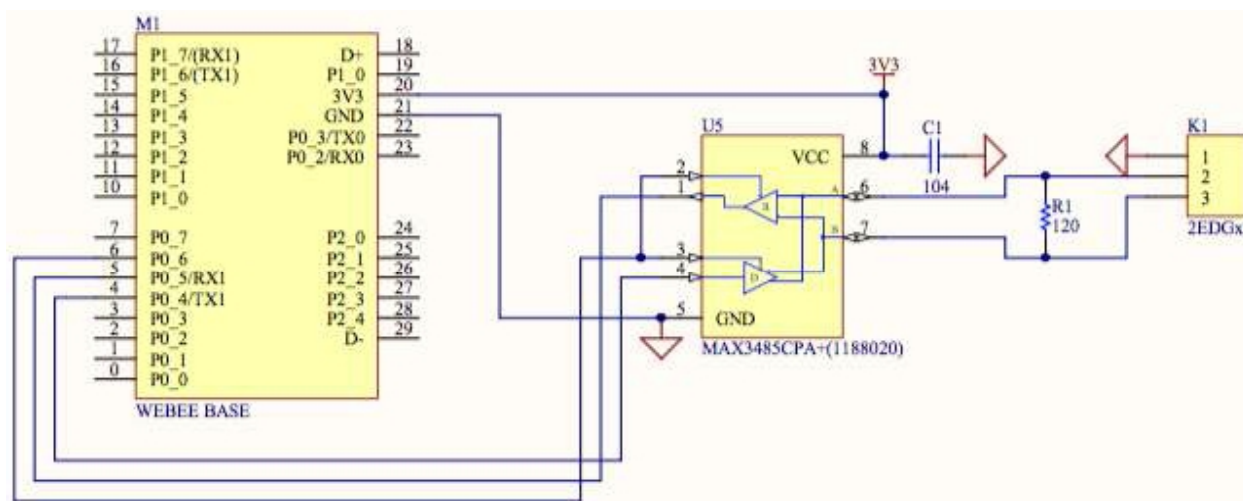 M1
17 P1_7/(RX1) D+ 18
16 P1_6/(TX1) P1_0 19
15 P1_5 3V3 20
14 P1_4 GND 21
13 P1_3 P0_3/TX0 22
12 P1_2 P0_2/RX0 23
11 P1_1
10 P1_0
7 P0_7 P2_0 24
6 P0_6 P2_1 25
5 P0_5/RX1 P2_2 26
4 P0_4/TX1 P2_3 27
3 P0_3 P2_4 28
2 P0_2 D- 29
1 P0_1
0 P0_0
WEBEE BASE
3V3
U5
VCC 8
2
1
R
A 6
B 7
3
4
D
5 GND
MAX3485CPA+(1188020)
C1
104
R1
120
K1
1
2
3
2EDGx